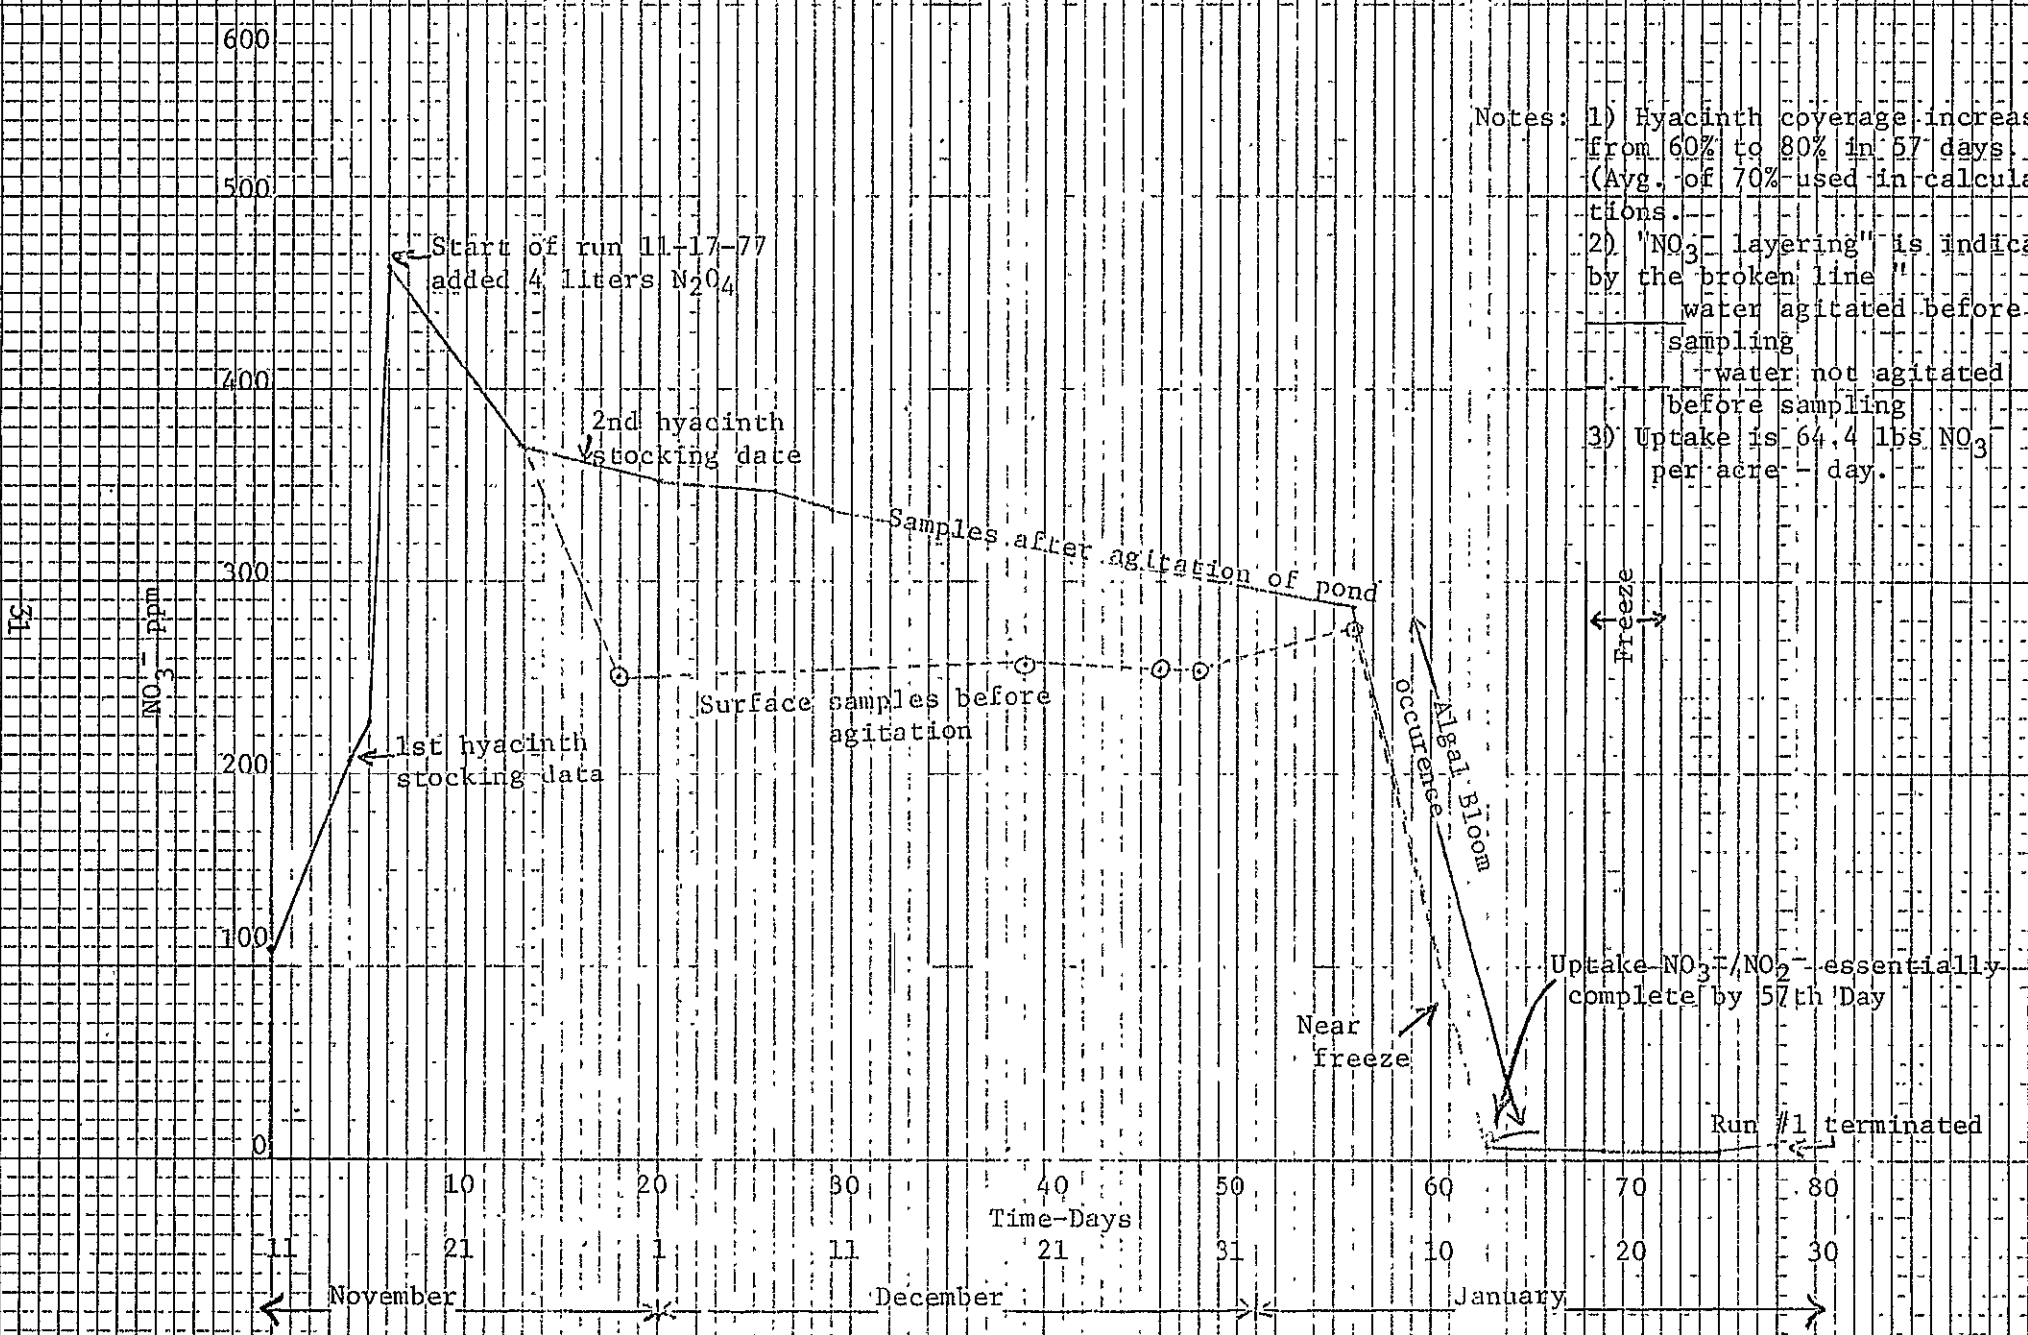 600
500
400
300
200
100
0
NO3- ppm
31
Start of run 11-17-77
added 4 liters N2O4
2nd hyacinth
stocking date
Samples after agitation of pond
Surface samples before
agitation
1st hyacinth
stocking data
Notes: 1) Hyacinth coverage increas
from 60% to 80% in 57 days.
(Avg. of 70% used in calcula
tions.
2) "NO3- layering" is indica
by the broken line "
water agitated before
sampling
water not agitated
before sampling
3) Uptake is 64.4 lbs NO3-
per acre - day.
Freeze
Algal Bloom
occurence
Uptake NO3-/NO2- essentially
complete by 57th Day
Near
freeze
Run #1 terminated
10 20 30 40 50 60 70 80
Time-Days
11 21 1 11 21 31 10 20 30
November December January